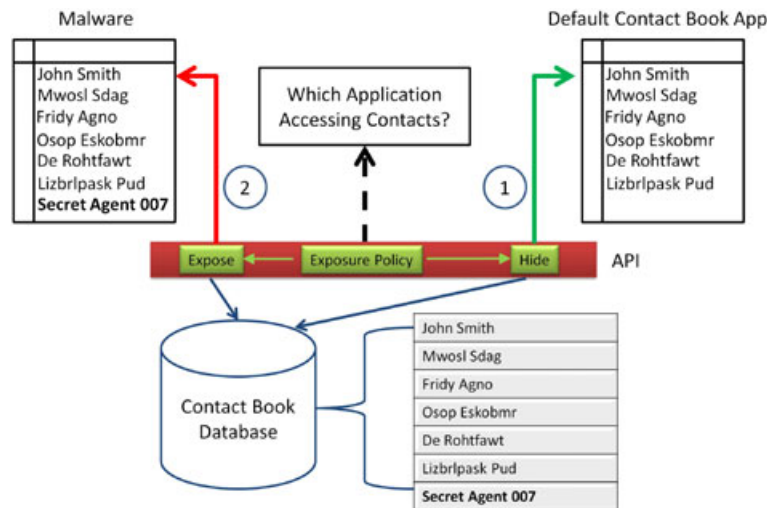 Malware
Default Contact Book App
John Smith
Mwosl Sdag
Fridy Agno
Osop Eskobmr
De Rohtfawt
Lizbrlpask Pud
Secret Agent 007
Which Application
Accessing Contacts?
John Smith
Mwosl Sdag
Fridy Agno
Osop Eskobmr
De Rohtfawt
Lizbrlpask Pud
2
1
Expose
Exposure Policy
Hide
API
Contact Book
Database
John Smith
Mwosl Sdag
Fridy Agno
Osop Eskobmr
De Rohtfawt
Lizbrlpask Pud
Secret Agent 007